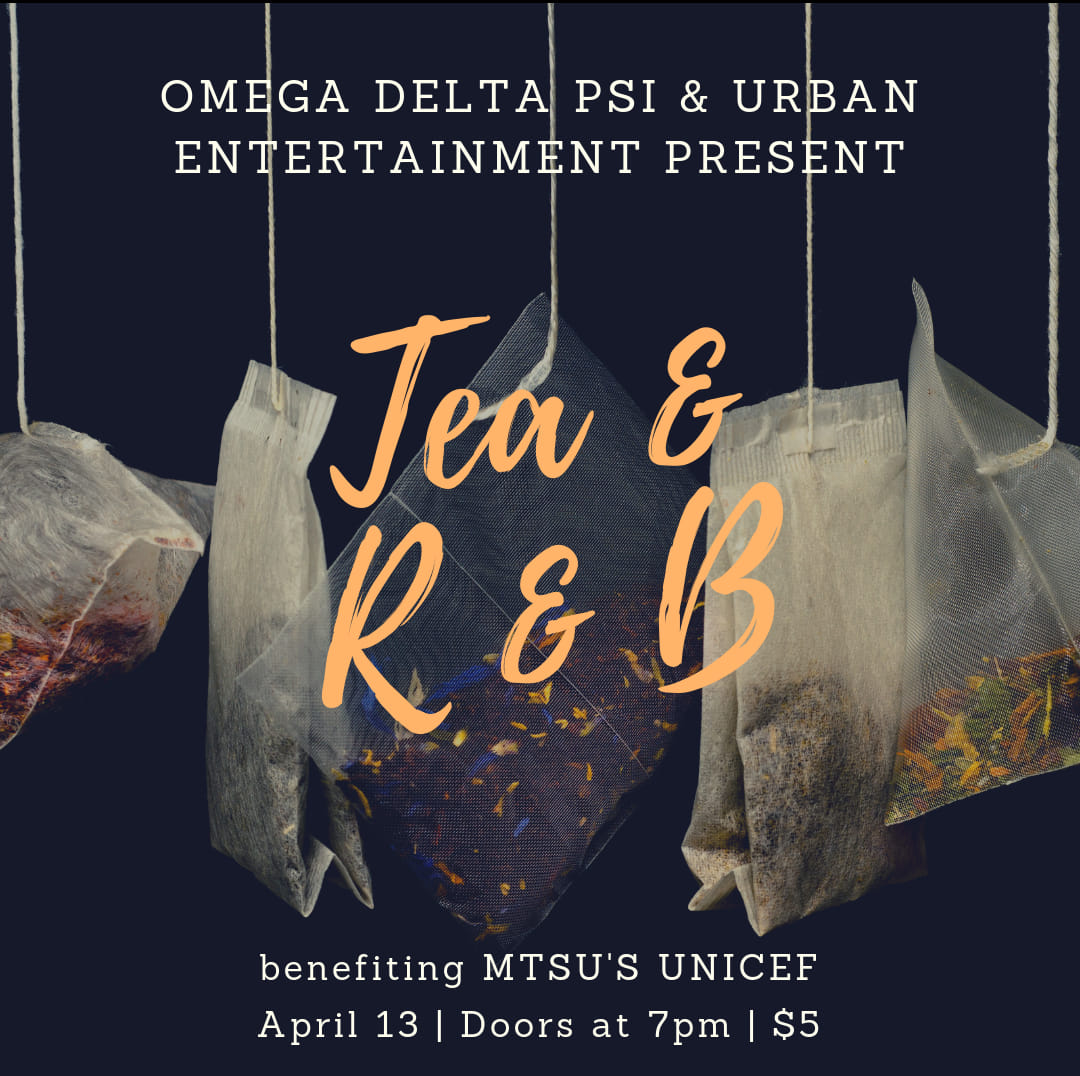 OMEGA DELTA PSI & URBAN
ENTERTAINMENT PRESENT
Tea &
R & B
benefiting MTSU'S UNICEF
April 13 | Doors at 7pm | $5